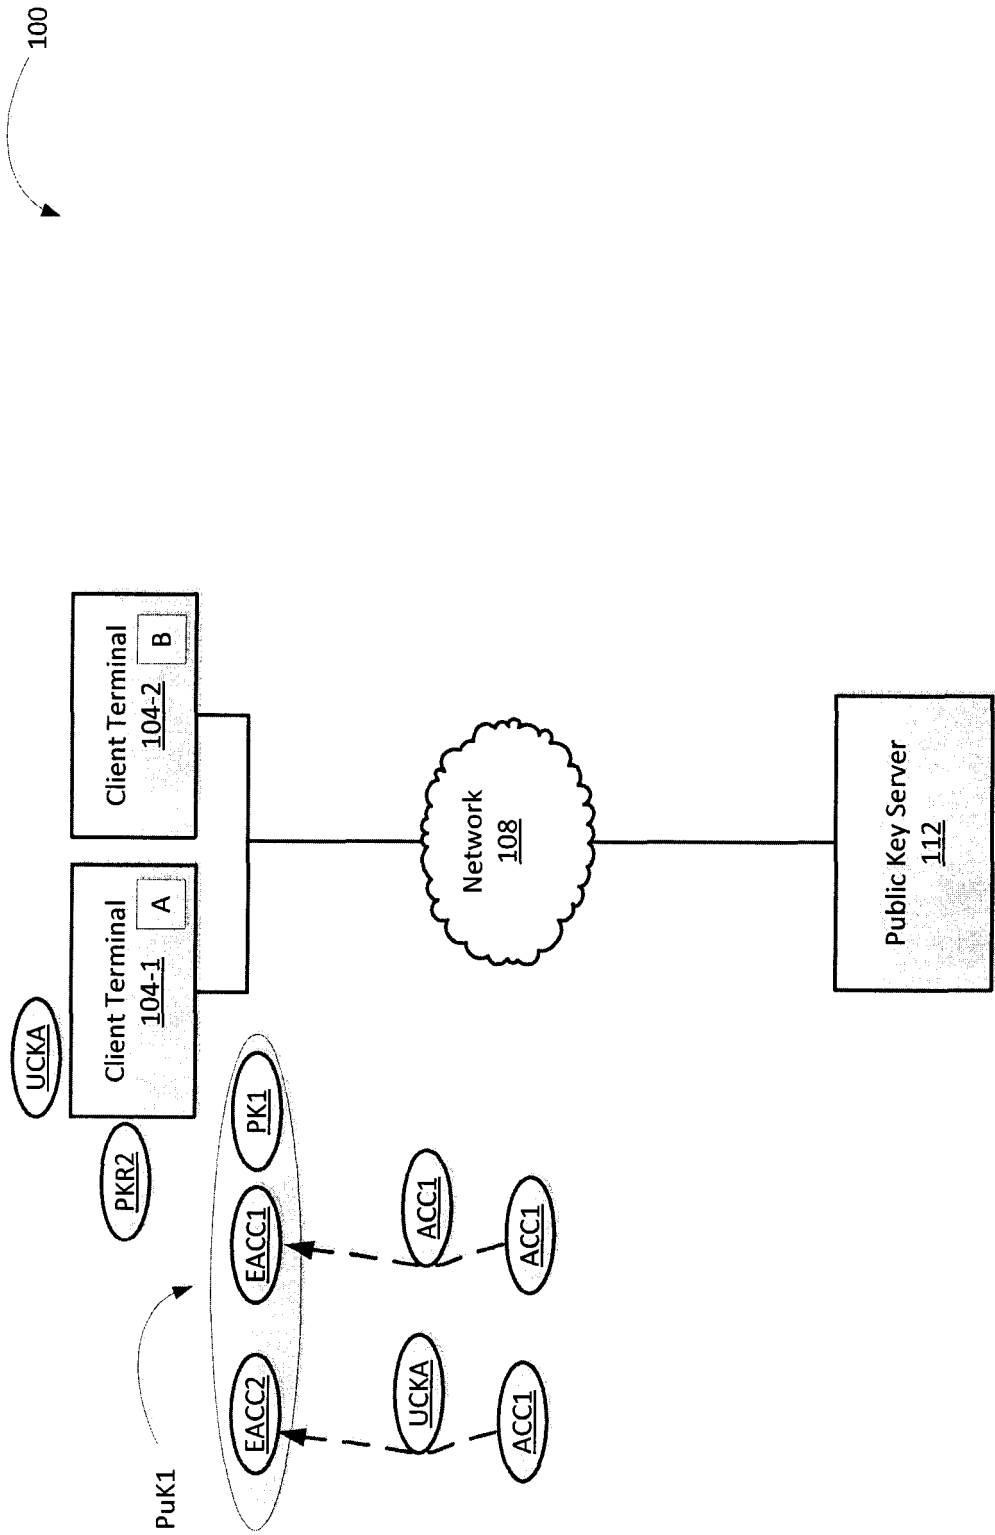 100
UCKA
Client Terminal
104-1
A
Client Terminal
104-2
B
PKR2
PuK1
EACC2
EACC1
PK1
UCKA
ACC1
ACC1
ACC1
Network
108
Public Key Server
112